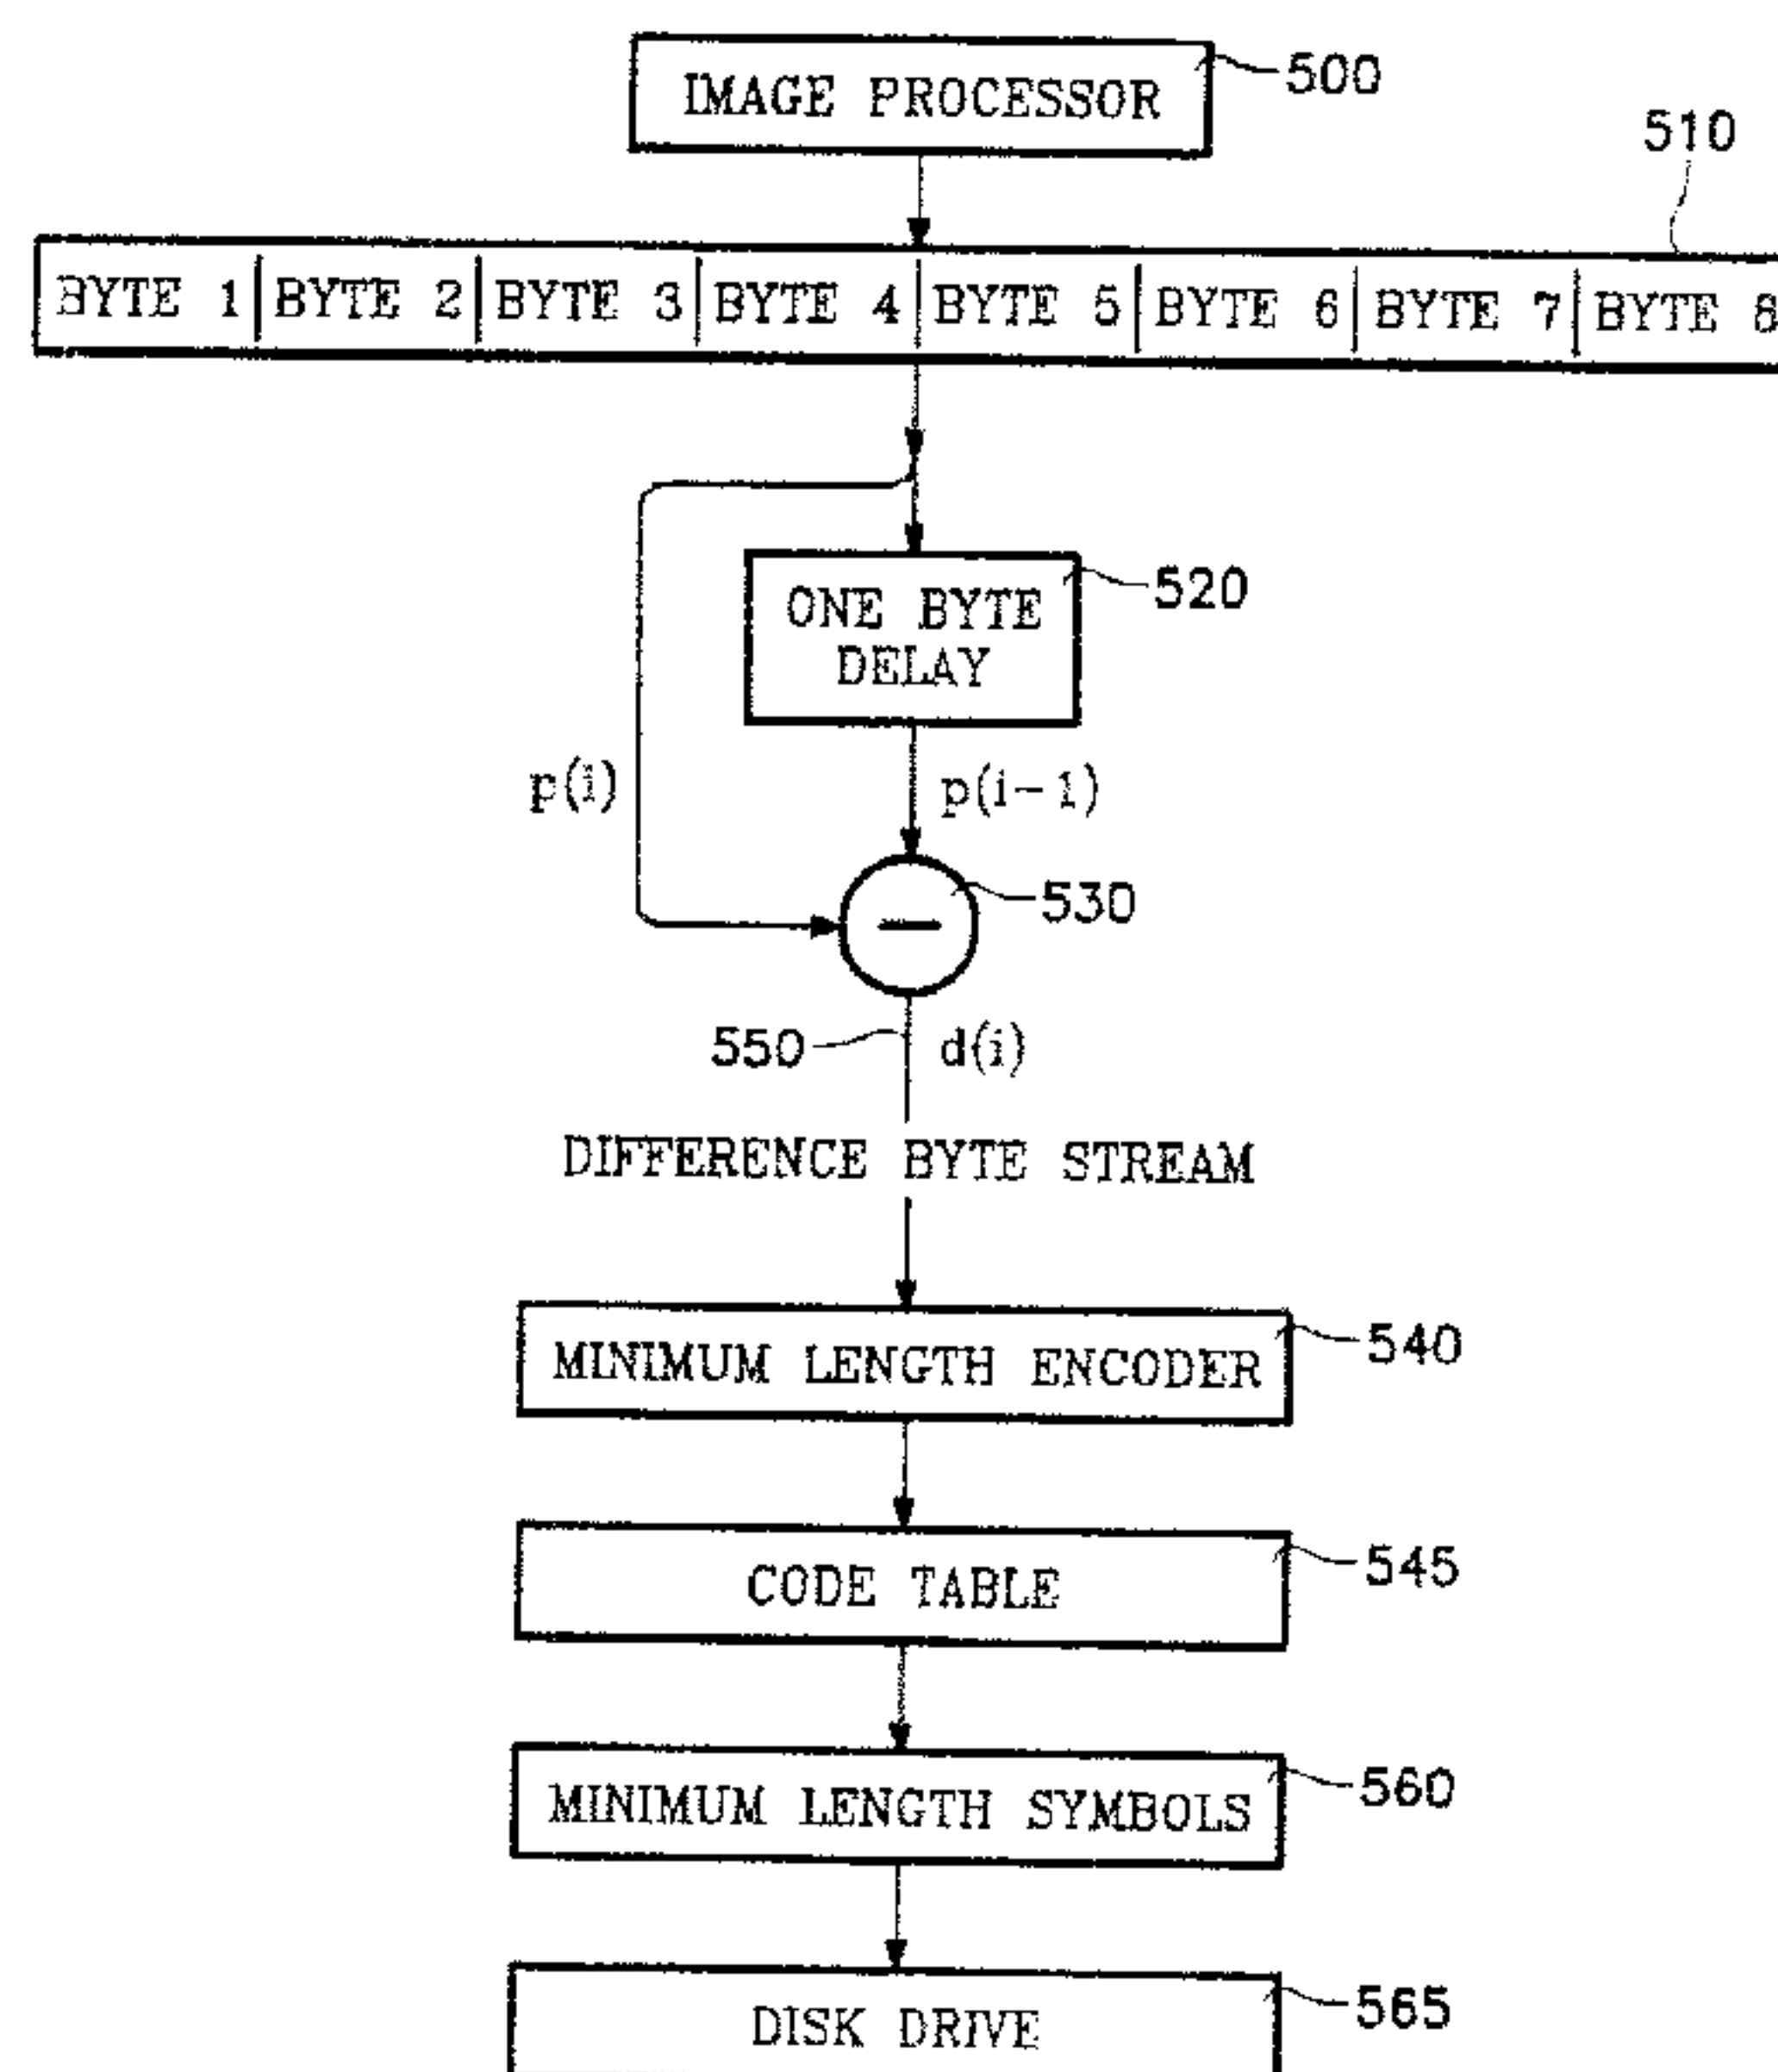 IMAGE PROCESSOR
500
510
BYTE 1 BYTE 2 BYTE 3 BYTE 4 BYTE 5 BYTE 6 BYTE 7 BYTE 8
ONE BYTE
DELAY
520
p(i)
p(i-1)
530
550
d(i)
DIFFERENCE BYTE STREAM
MINIMUM LENGTH ENCODER
540
CODE TABLE
545
MINIMUM LENGTH SYMBOLS
560
DISK DRIVE
565